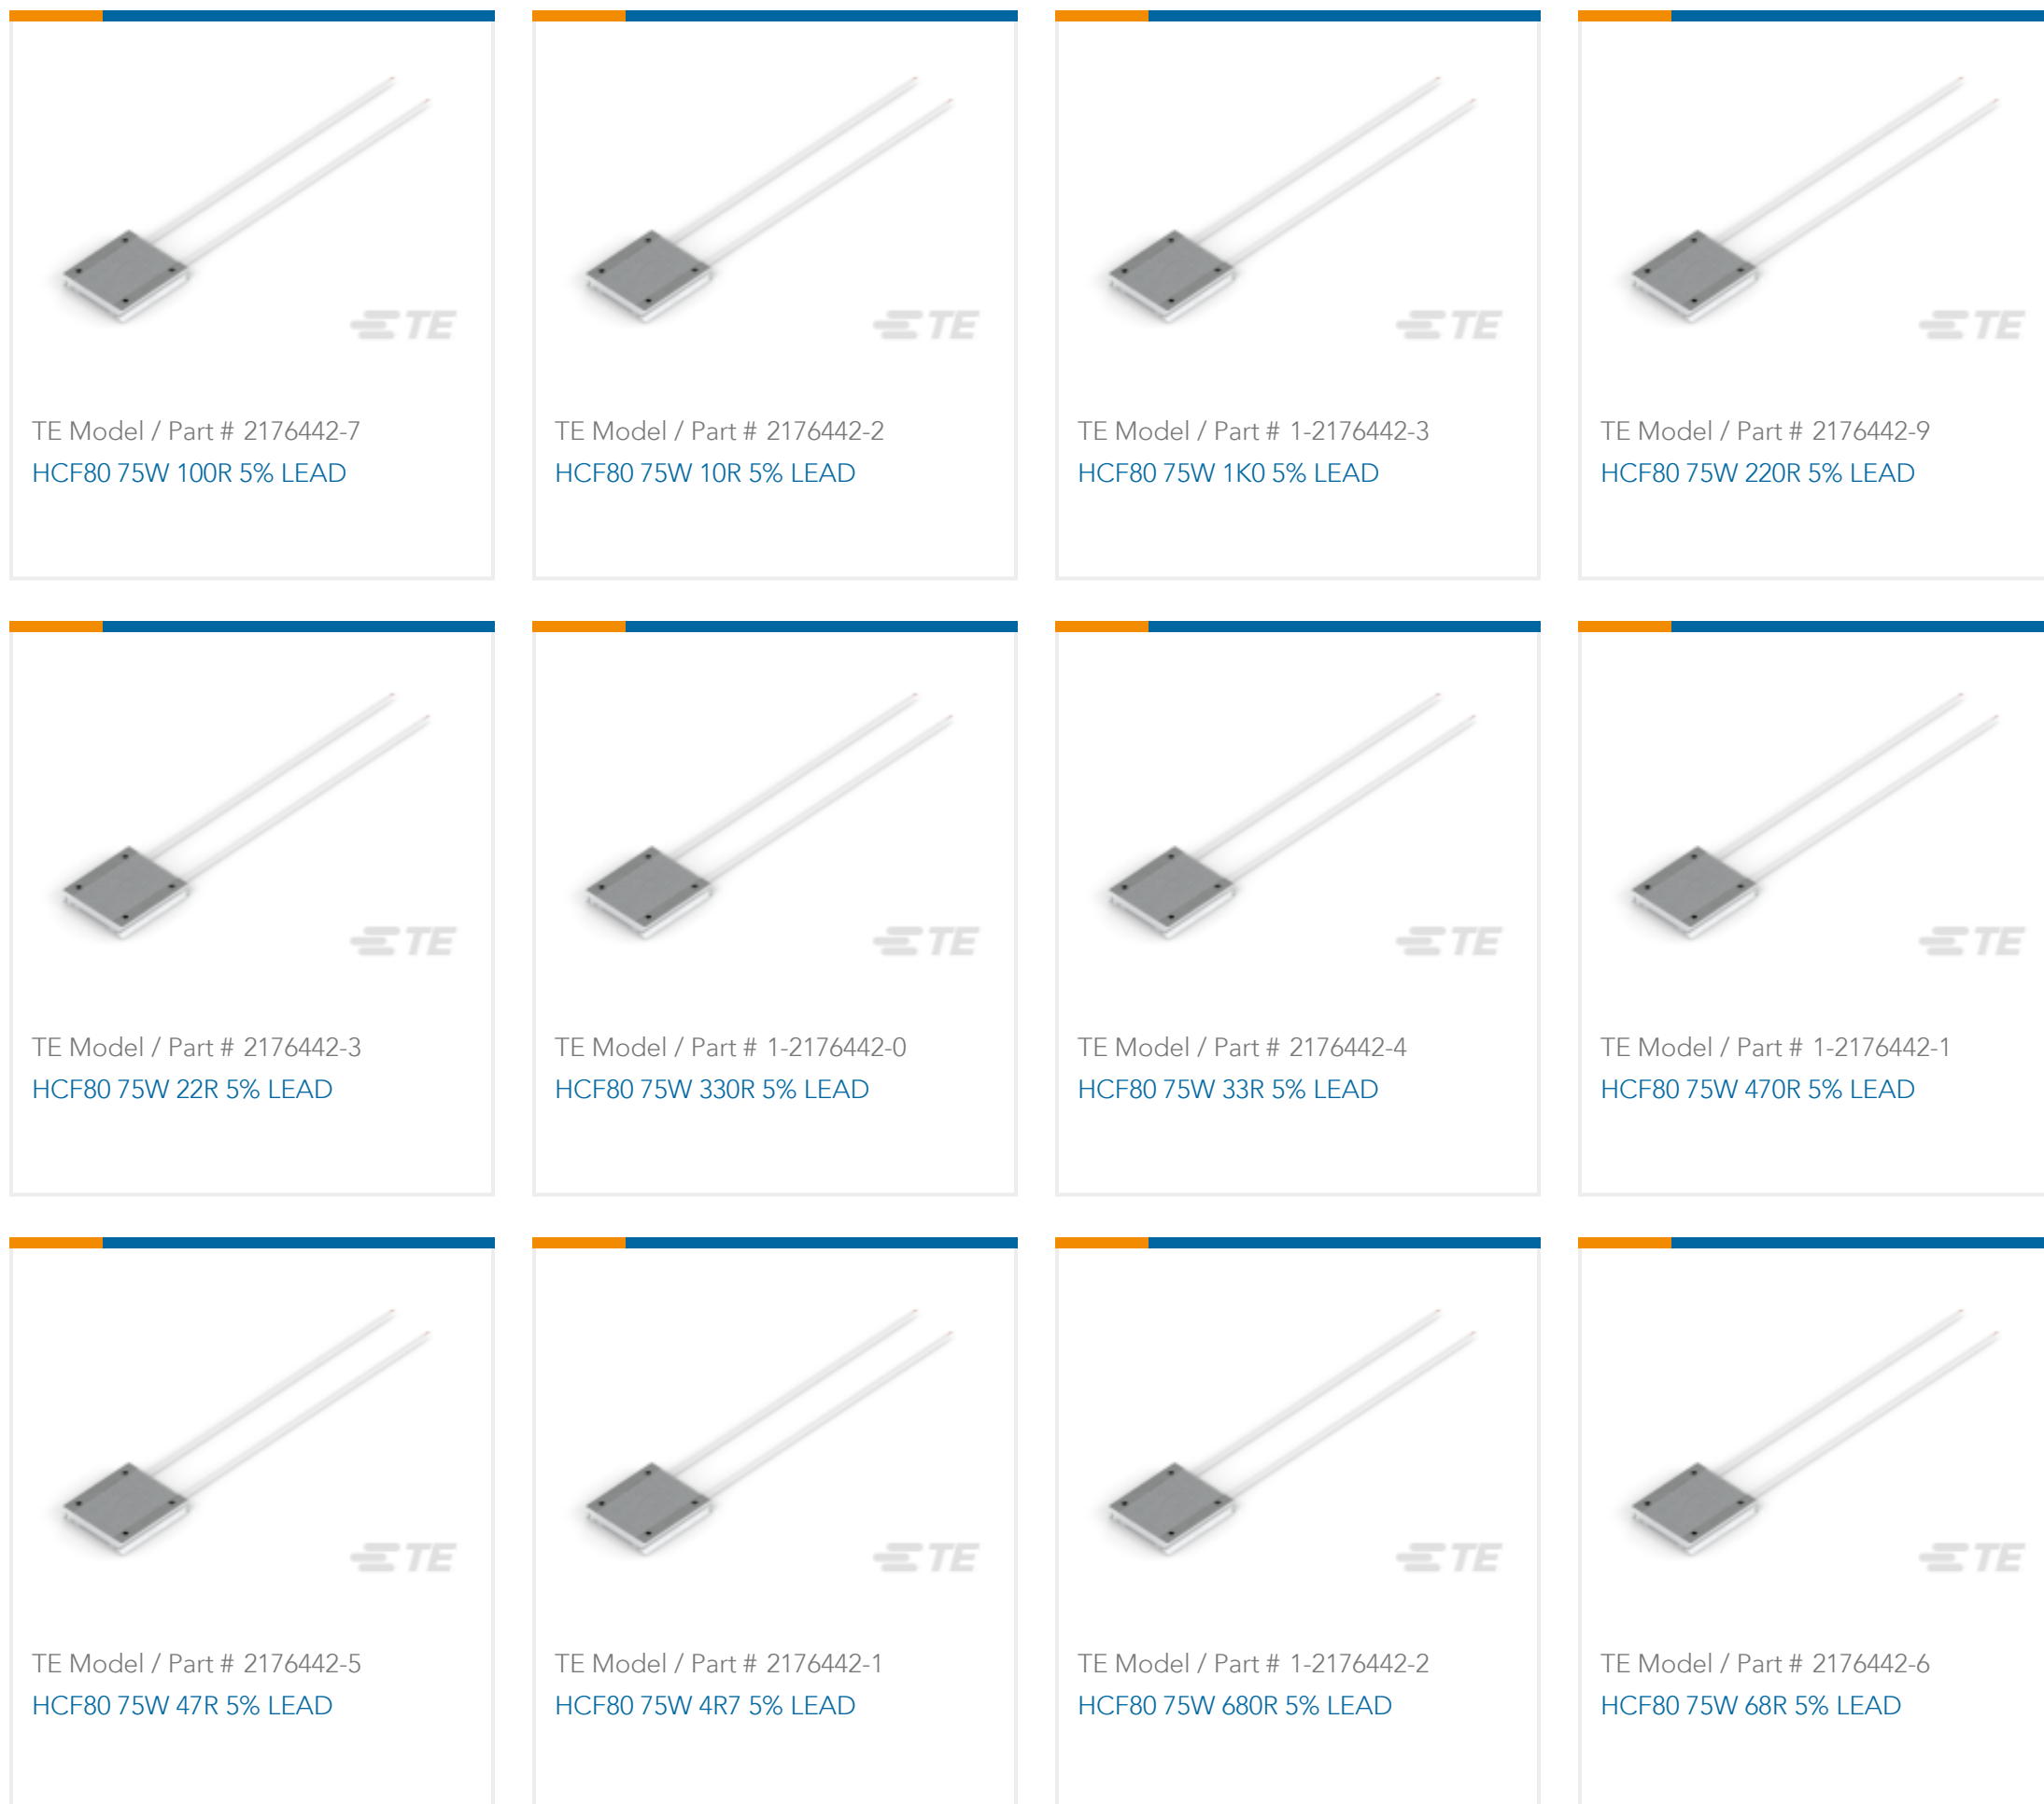 TE
TE Model / Part # 2176442-7
HCF80 75W 100R 5% LEAD
TE
TE Model / Part # 2176442-2
HCF80 75W 10R 5% LEAD
TE
TE Model / Part # 1-2176442-3
HCF80 75W 1K0 5% LEAD
TE
TE Model / Part # 2176442-9
HCF80 75W 220R 5% LEAD
TE
TE Model / Part # 2176442-3
HCF80 75W 22R 5% LEAD
TE
TE Model / Part # 1-2176442-0
HCF80 75W 330R 5% LEAD
TE
TE Model / Part # 2176442-4
HCF80 75W 33R 5% LEAD
TE
TE Model / Part # 1-2176442-1
HCF80 75W 470R 5% LEAD
TE
TE Model / Part # 2176442-5
HCF80 75W 47R 5% LEAD
TE
TE Model / Part # 2176442-1
HCF80 75W 4R7 5% LEAD
TE
TE Model / Part # 1-2176442-2
HCF80 75W 680R 5% LEAD
TE
TE Model / Part # 2176442-6
HCF80 75W 68R 5% LEAD